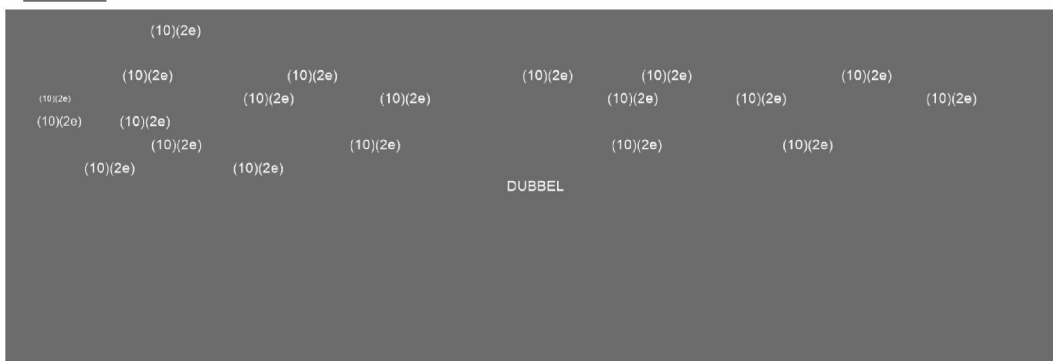 (10)(2e)
(10)(2e) (10)(2e) (10)(2e) (10)(2e) (10)(2e)
(10)(2e) (10)(2e) (10)(2e) (10)(2e) (10)(2e) (10)(2e)
(10)(2e) (10)(2e)
(10)(2e) (10)(2e) (10)(2e) (10)(2e)
(10)(2e) (10)(2e)
DUBBEL